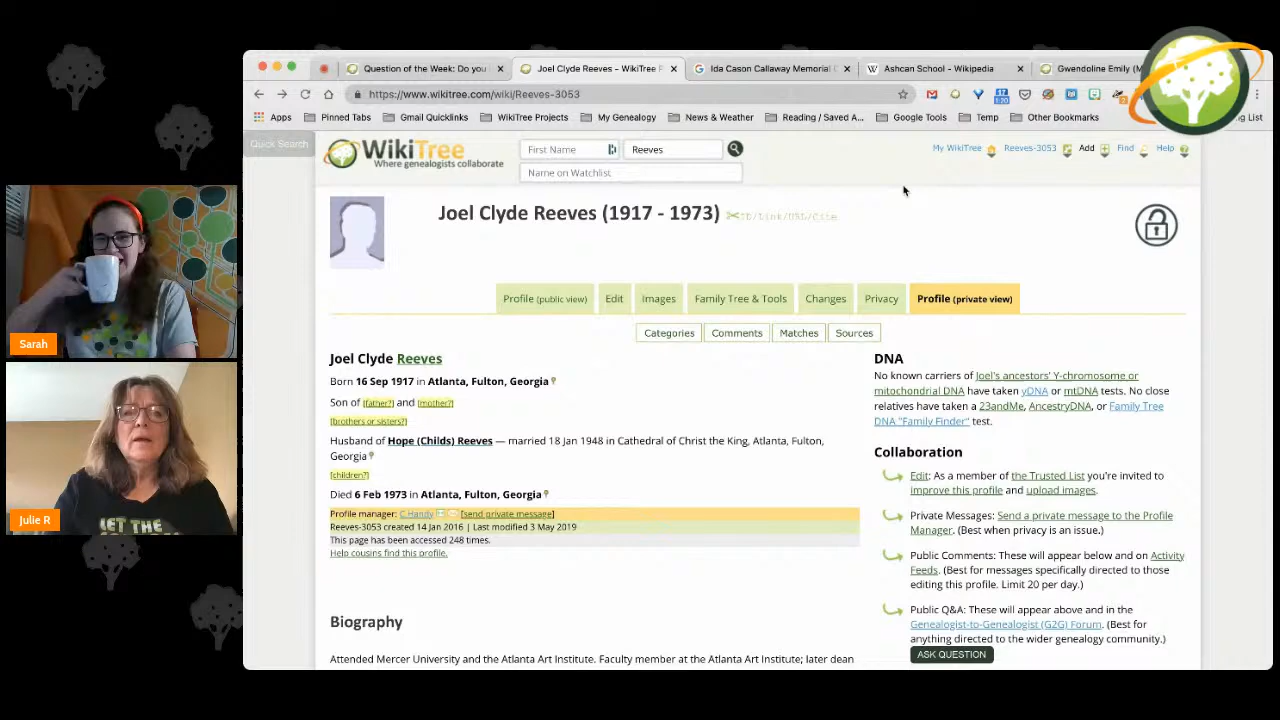 Question of the Week: Do you
Joel Clyde Reeves – WikiTree F
Ida Cason Callaway Memorial
Ashcan School - Wikipedia
Gwendoline Emily (M
https://www.wikitree.com/wiki/Reeves-3053
Apps
Pinned Tabs
Gmail Quicklinks
WikiTree Projects
My Genealogy
News & Weather
Reading / Saved A...
Google Tools
Temp
Other Bookmarks
Quick Search
WikiTree
Where genealogists collaborate
First Name
Reeves
Name on Watchlist
My WikiTree
Reeves-3053
Add
Find
Help
Joel Clyde Reeves (1917 - 1973)
ID/Link/URL/Cite
Profile (public view)
Edit
Images
Family Tree & Tools
Changes
Privacy
Profile (private view)
Categories
Comments
Matches
Sources
Joel Clyde Reeves
Born 16 Sep 1917 in Atlanta, Fulton, Georgia
Son of [father?] and [mother?]
[brothers or sisters?]
Husband of Hope (Childs) Reeves — married 18 Jan 1948 in Cathedral of Christ the King, Atlanta, Fulton,
Georgia
[children?]
Died 6 Feb 1973 in Atlanta, Fulton, Georgia
Profile manager: C Handy [send private message]
Reeves-3053 created 14 Jan 2016 | Last modified 3 May 2019
This page has been accessed 248 times.
Help cousins find this profile.
Biography
Attended Mercer University and the Atlanta Art Institute. Faculty member at the Atlanta Art Institute; later dean
DNA
No known carriers of Joel's ancestors' Y-chromosome or
mitochondrial DNA have taken yDNA or mtDNA tests. No close
relatives have taken a 23andMe, AncestryDNA, or Family Tree
DNA "Family Finder" test.
Collaboration
Edit: As a member of the Trusted List you're invited to
improve this profile and upload images.
Private Messages: Send a private message to the Profile
Manager. (Best when privacy is an issue.)
Public Comments: These will appear below and on Activity
Feeds. (Best for messages specifically directed to those
editing this profile. Limit 20 per day.)
Public Q&A: These will appear above and in the
Genealogist-to-Genealogist (G2G) Forum. (Best for
anything directed to the wider genealogy community.)
ASK QUESTION
Sarah
Julie R
LET THE